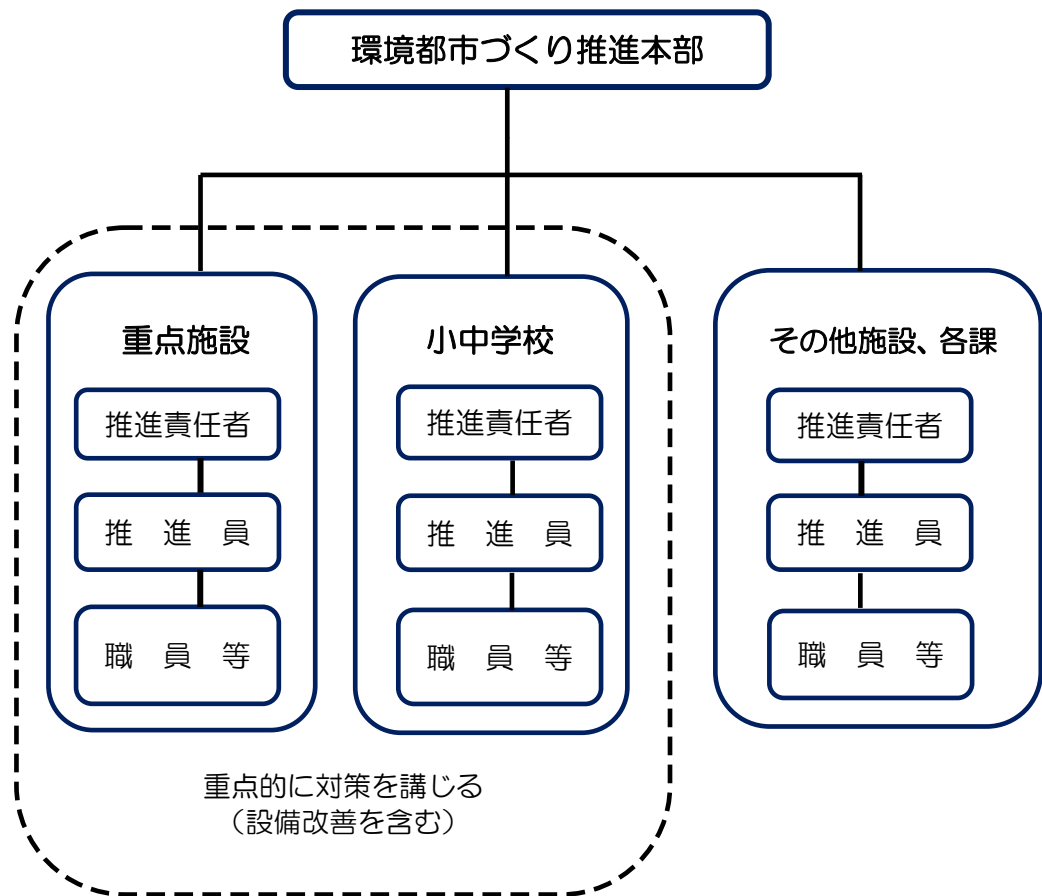 環境都市づくり推進本部
重点施設
推進責任者
推　進　員
職　員　等
小中学校
推進責任者
推　進　員
職　員　等
その他施設、各課
推進責任者
推　進　員
職　員　等
重点的に対策を講じる
（設備改善を含む）